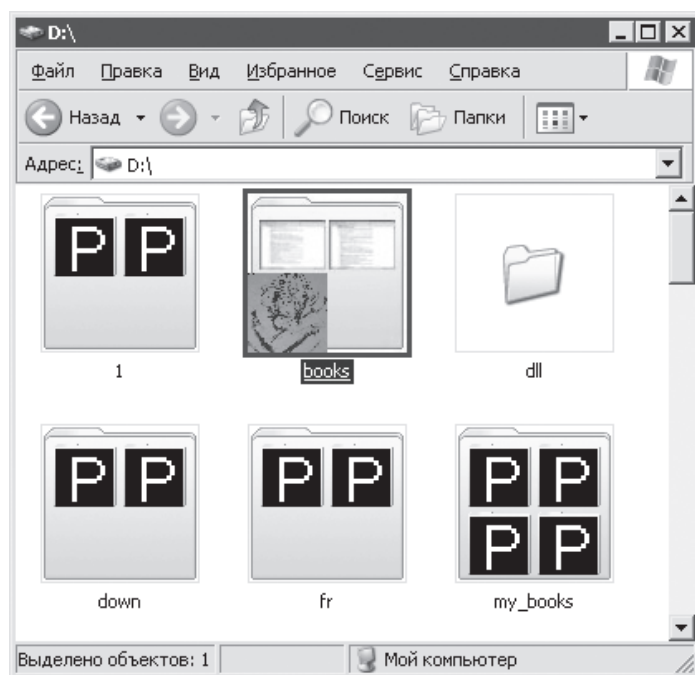 D:\
Файл Правка Вид Избранное Сервис Справка
Назад Поиск Папки
Адрес: D:\
P P
1 books dll
P P P P P P
P P
down fr my_books
Выделено объектов: 1 Мой компьютер